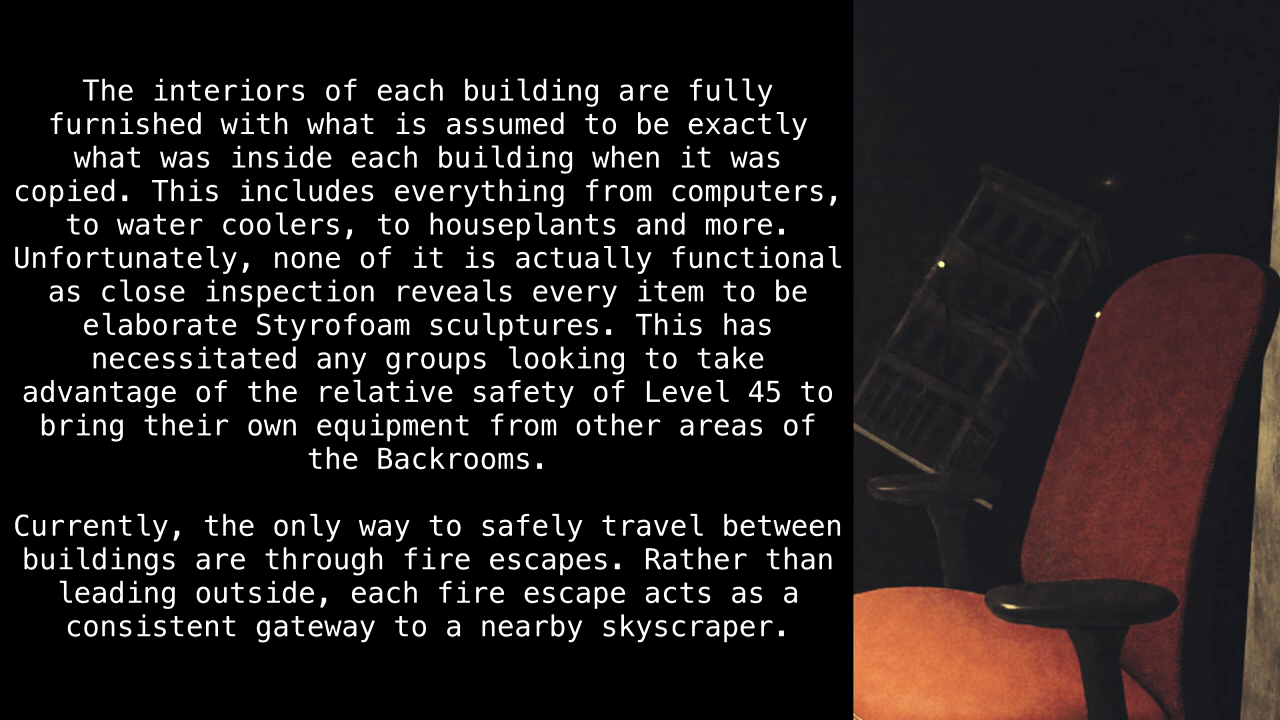 The interiors of each building are fully
furnished with what is assumed to be exactly
what was inside each building when it was
copied. This includes everything from computers,
to water coolers, to houseplants and more.
Unfortunately, none of it is actually functional
as close inspection reveals every item to be
elaborate Styrofoam sculptures. This has
necessitated any groups looking to take
advantage of the relative safety of Level 45 to
bring their own equipment from other areas of
the Backrooms.
Currently, the only way to safely travel between
buildings are through fire escapes. Rather than
leading outside, each fire escape acts as a
consistent gateway to a nearby skyscraper.